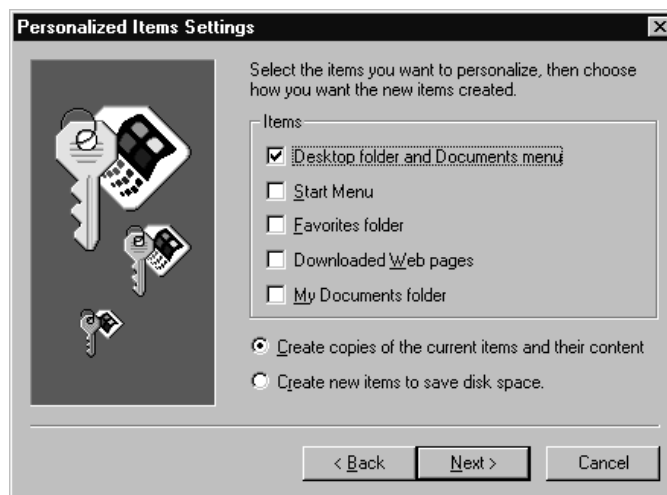 Personalized Items Settings
Select the items you want to personalize, then choose
how you want the new items created.
Items
Desktop folder and Documents menu
Start Menu
Favorites folder
Downloaded Web pages
My Documents folder
Create copies of the current items and their content
Create new items to save disk space.
< Back
Next >
Cancel